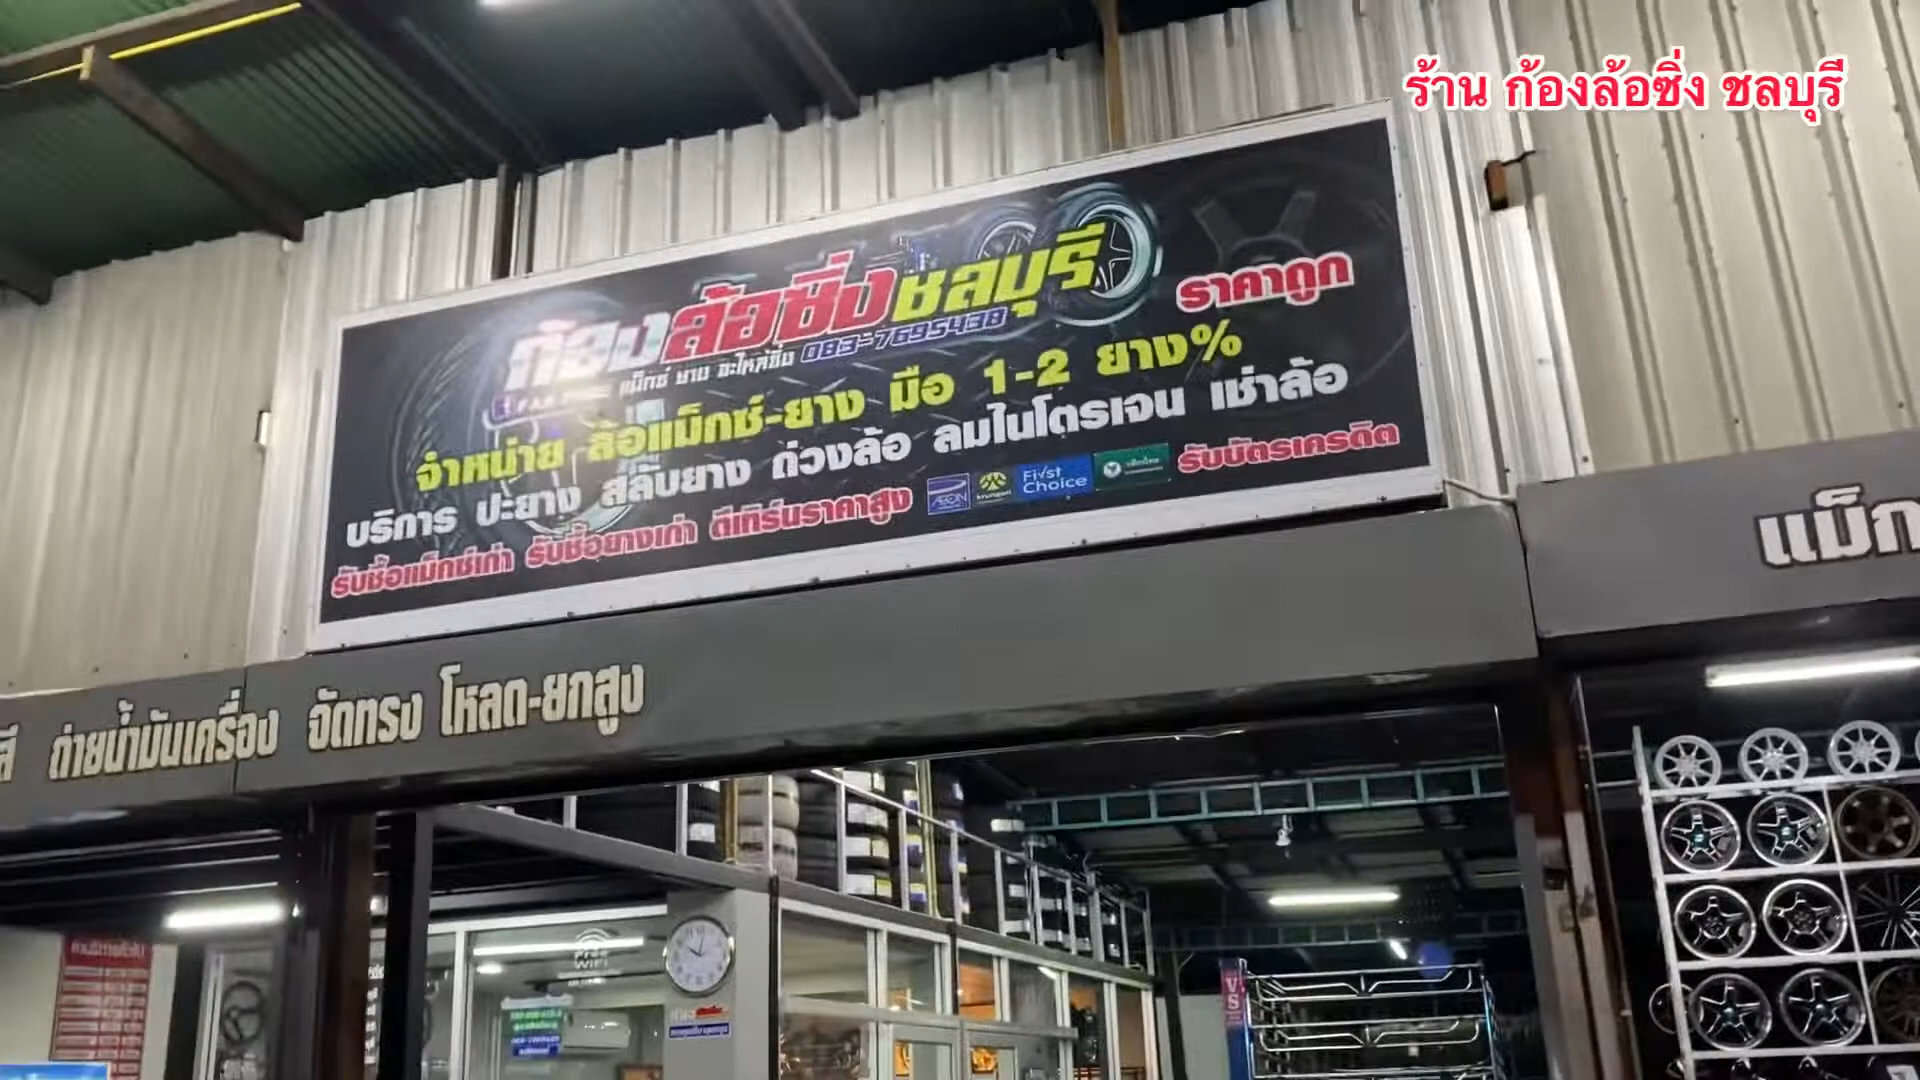 ร้าน ก้องล้อซิ่ง ชลบุรี
ก้องล้อซิ่งชลบุรี
แม็กซ์ ยาง อะไหล่ซิ่ง 083-7695438
ราคาถูก
จำหน่าย ล้อแม็กซ์-ยาง มือ 1-2 ยาง%
บริการ ปะยาง สลับยาง ถ่วงล้อ ลมไนโตรเจน เช่าล้อ
รับซื้อแม็กซ์เก่า รับซื้อยางเก่า ตีเทิร์นราคาสูง
AEON
krungsri
First Choice
รับบัตรเครดิต
แม็ก
ถ่ายน้ำมันเครื่อง จัดทรง โหลด-ยกสูง
FREE WIFI
VS